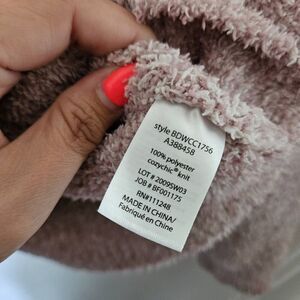 style BDWCC1756
A388458
100% polyester
cozychic® knit
LOT # 2009SW03
JOB # BF001175
RN#111248
MADE IN CHINA/
Fabriqué en Chine